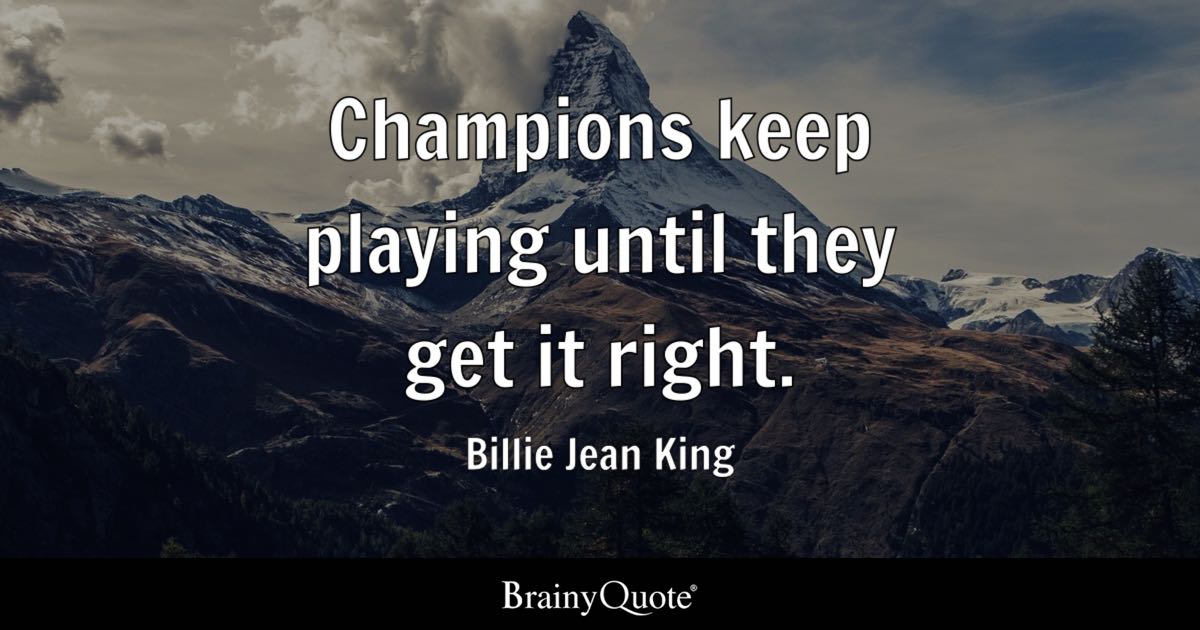 Champions keep
playing until they
get it right.
Billie Jean King
BrainyQuote®